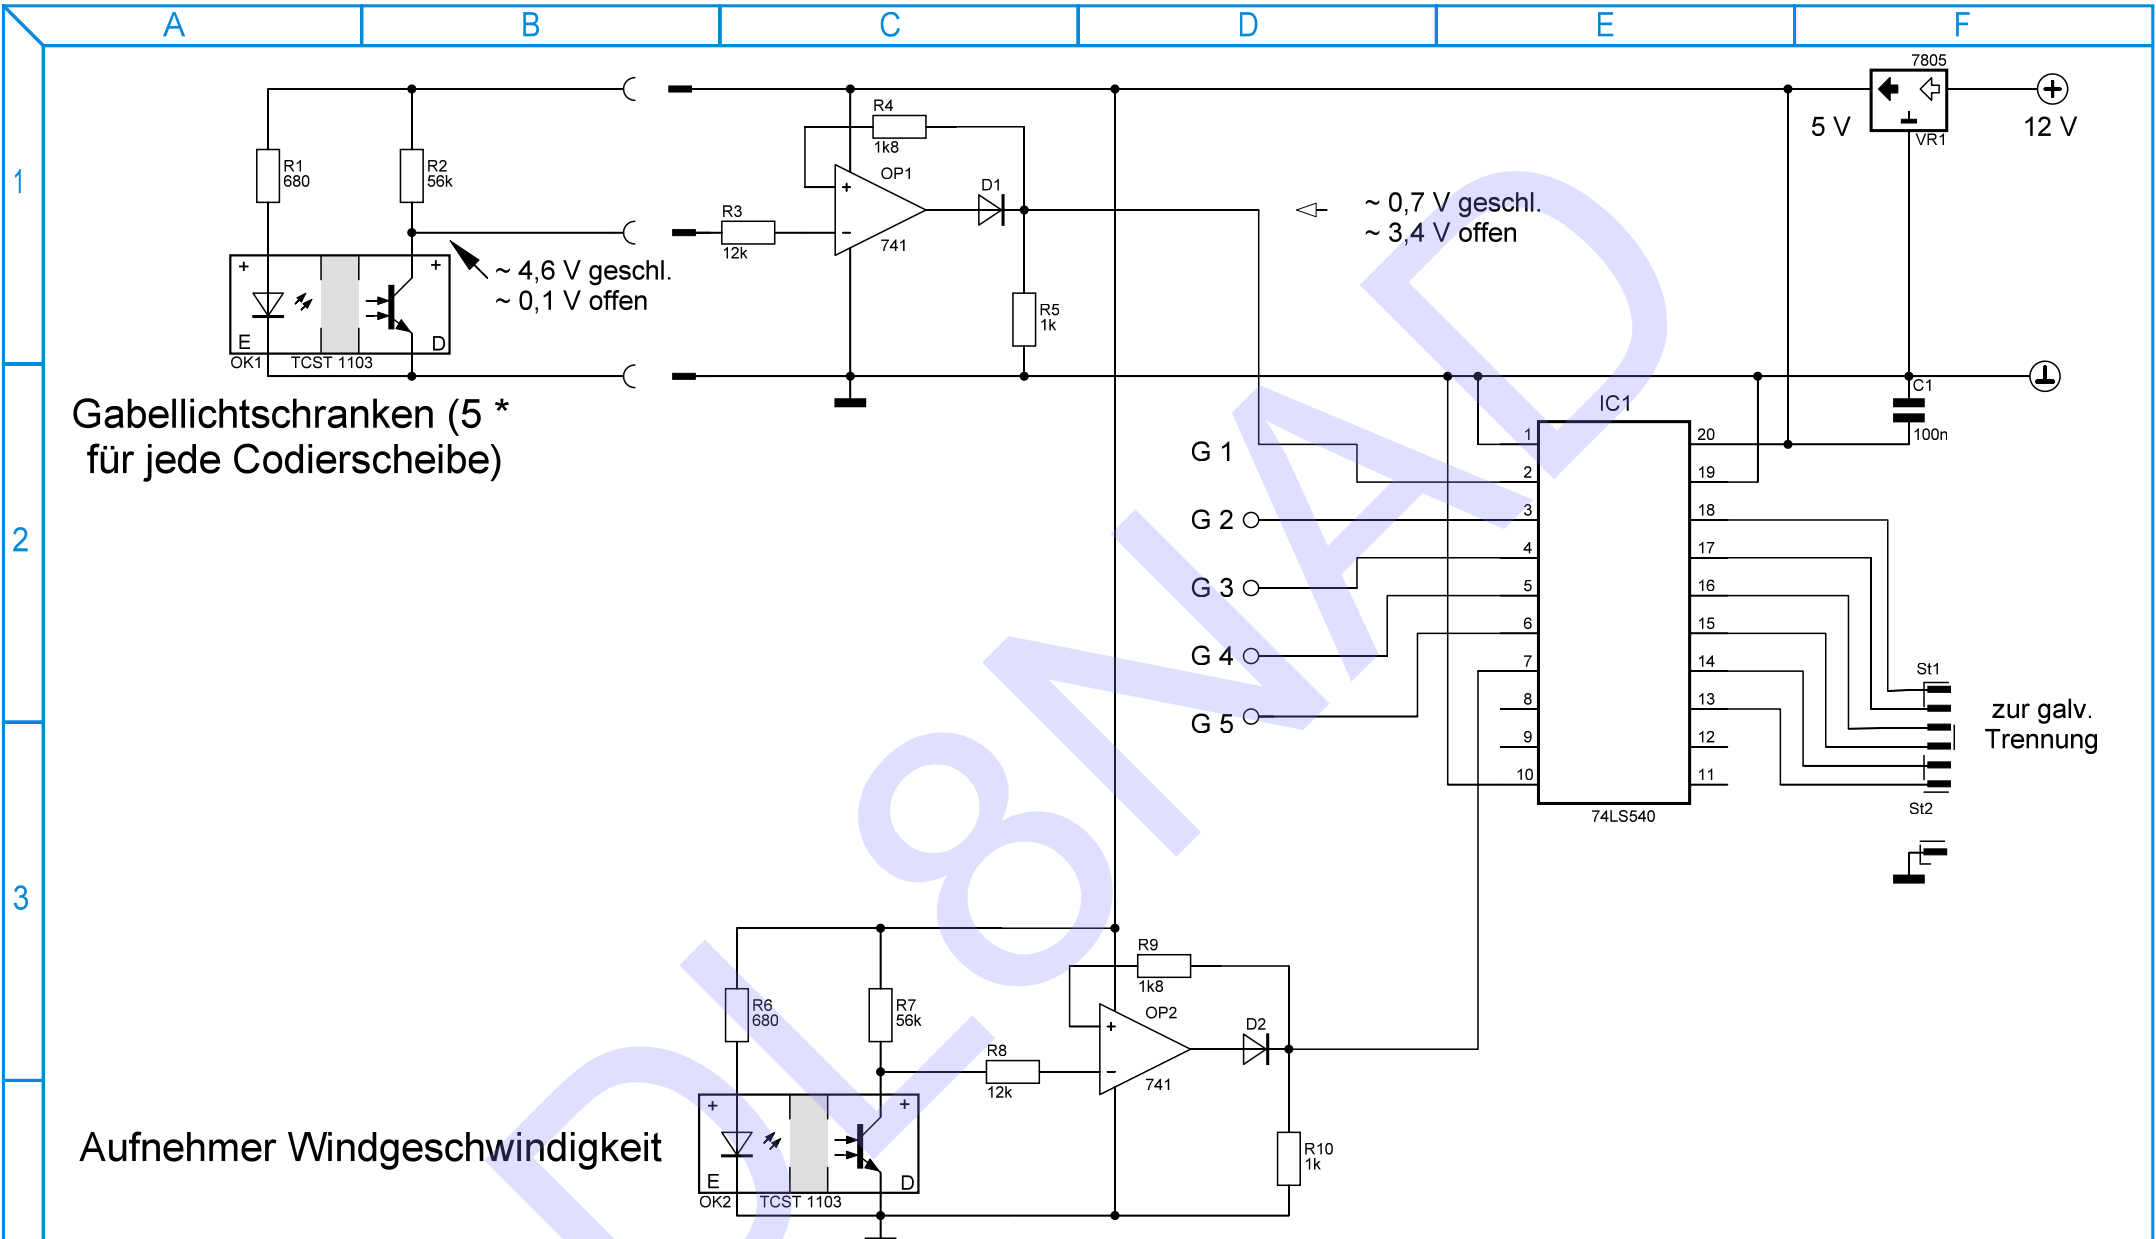 A B C D E F
1
2
3
7805
5 V
VR1
12 V
R1
680
R2
56k
R3
12k
R4
1k8
+
-
OP1
741
D1
R5
1k
~ 0,7 V geschl.
~ 3,4 V offen
~ 4,6 V geschl.
~ 0,1 V offen
+ +
E D
OK1 TCST 1103
Gabellichtschranken (5 *
für jede Codierscheibe)
C1
100n
IC1
1 20
2 19
3 18
4 17
5 16
6 15
7 14
8 13
9 12
10 11
74LS540
G 1
G 2
G 3
G 4
G 5
St1
zur galv.
Trennung
St2
R6
680
R7
56k
R8
12k
R9
1k8
+
-
OP2
741
D2
R10
1k
+ +
E D
OK2 TCST 1103
Aufnehmer Windgeschwindigkeit
DL8NAD